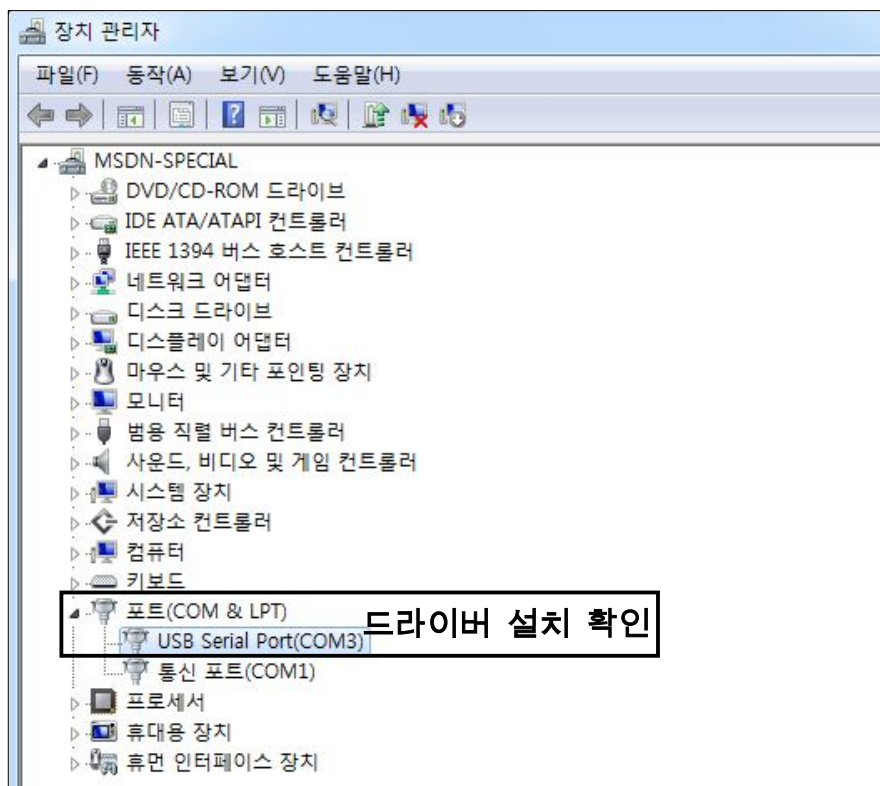 장치 관리자
파일(F) 동작(A) 보기(V) 도움말(H)
MSDN-SPECIAL
DVD/CD-ROM 드라이브
IDE ATA/ATAPI 컨트롤러
IEEE 1394 버스 호스트 컨트롤러
네트워크 어댑터
디스크 드라이브
디스플레이 어댑터
마우스 및 기타 포인팅 장치
모니터
범용 직렬 버스 컨트롤러
사운드, 비디오 및 게임 컨트롤러
시스템 장치
저장소 컨트롤러
컴퓨터
키보드
포트(COM & LPT)
드라이버 설치 확인
USB Serial Port(COM3)
통신 포트(COM1)
프로세서
휴대용 장치
휴먼 인터페이스 장치